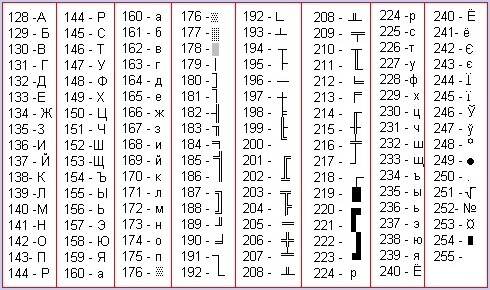 128 - А 144 - Р 160 - а 176 - ░ 192 - └ 208 - ╨ 224 - р 240 - Ё
129 - Б 145 - С 161 - б 177 - ▒ 193 - ┴ 209 - ╤ 225 - с 241 - ё
130 - В 146 - Т 162 - в 178 - ▓ 194 - ┬ 210 - ╥ 226 - т 242 - Є
131 - Г 147 - У 163 - г 179 - │ 195 - ├ 211 - ╙ 227 - у 243 - є
132 - Д 148 - Ф 164 - д 180 - ┤ 196 - ─ 212 - ╘ 228 - ф 244 - Ї
133 - Е 149 - Х 165 - е 181 - ╡ 197 - ┼ 213 - ╒ 229 - х 245 - ї
134 - Ж 150 - Ц 166 - ж 182 - ╢ 198 - ╞ 214 - ╓ 230 - ц 246 - Ў
135 - З 151 - Ч 167 - з 183 - ╖ 199 - ╟ 215 - ╫ 231 - ч 247 - ў
136 - И 152 - Ш 168 - и 184 - ╕ 200 - ╚ 216 - ╪ 232 - ш 248 - °
137 - Й 153 - Щ 169 - й 185 - ╣ 201 - ╔ 217 - ┘ 233 - щ 249 - ●
138 - К 154 - Ъ 170 - к 186 - ║ 202 - ╩ 218 - ┌ 234 - ъ 250 - ·
139 - Л 155 - Ы 171 - л 187 - ╗ 203 - ╦ 219 - █ 235 - ы 251 - √
140 - М 156 - Ь 172 - м 188 - ╝ 204 - ╠ 220 - ▄ 236 - ь 252 - №
141 - Н 157 - Э 173 - н 189 - ╜ 205 - ═ 221 - ▌ 237 - э 253 - ¤
142 - О 158 - Ю 174 - о 190 - ╛ 206 - ╬ 222 - ▐ 238 - ю 254 - ■
143 - П 159 - Я 175 - п 191 - ┐ 207 - ╧ 223 - ▀ 239 - я 255 -
144 - Р 160 - а 176 - ░ 192 - └ 208 - ╨ 224 - р 240 - Ё